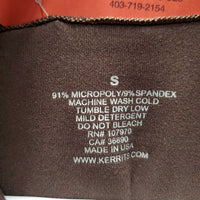 403-719-2154
S
91% MICROPOLY/9% SPANDEX
MACHINE WASH COLD
TUMBLE DRY LOW
MILD DETERGENT
DO NOT BLEACH
RN# 107970
CA# 36690
MADE IN USA
WWW.KERRITS.COM